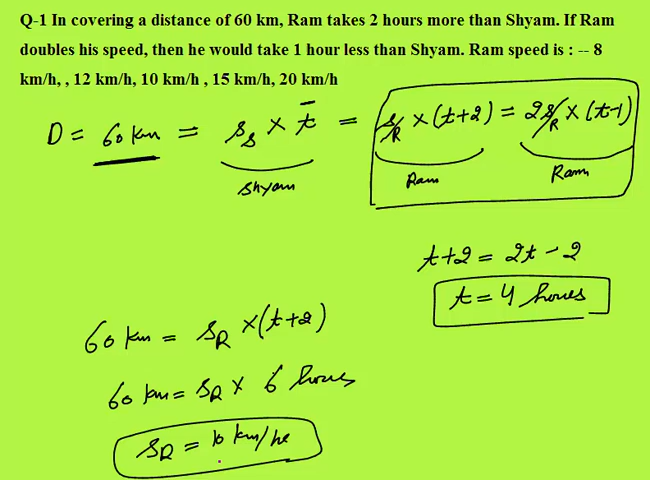 Q-1 In covering a distance of 60 km, Ram takes 2 hours more than Shyam. If Ram
doubles his speed, then he would take 1 hour less than Shyam. Ram speed is : -- 8
km/h, , 12 km/h, 10 km/h , 15 km/h, 20 km/h
D = 60 km = s_s × t = s_R × (t+2) = 2s_R × (t-1)
Shyam Ram Ram
t+2 = 2t - 2
t = 4 hours
60 km = s_R × (t+2)
60 km = s_R × 6 hours
s_R = 10 km/hr